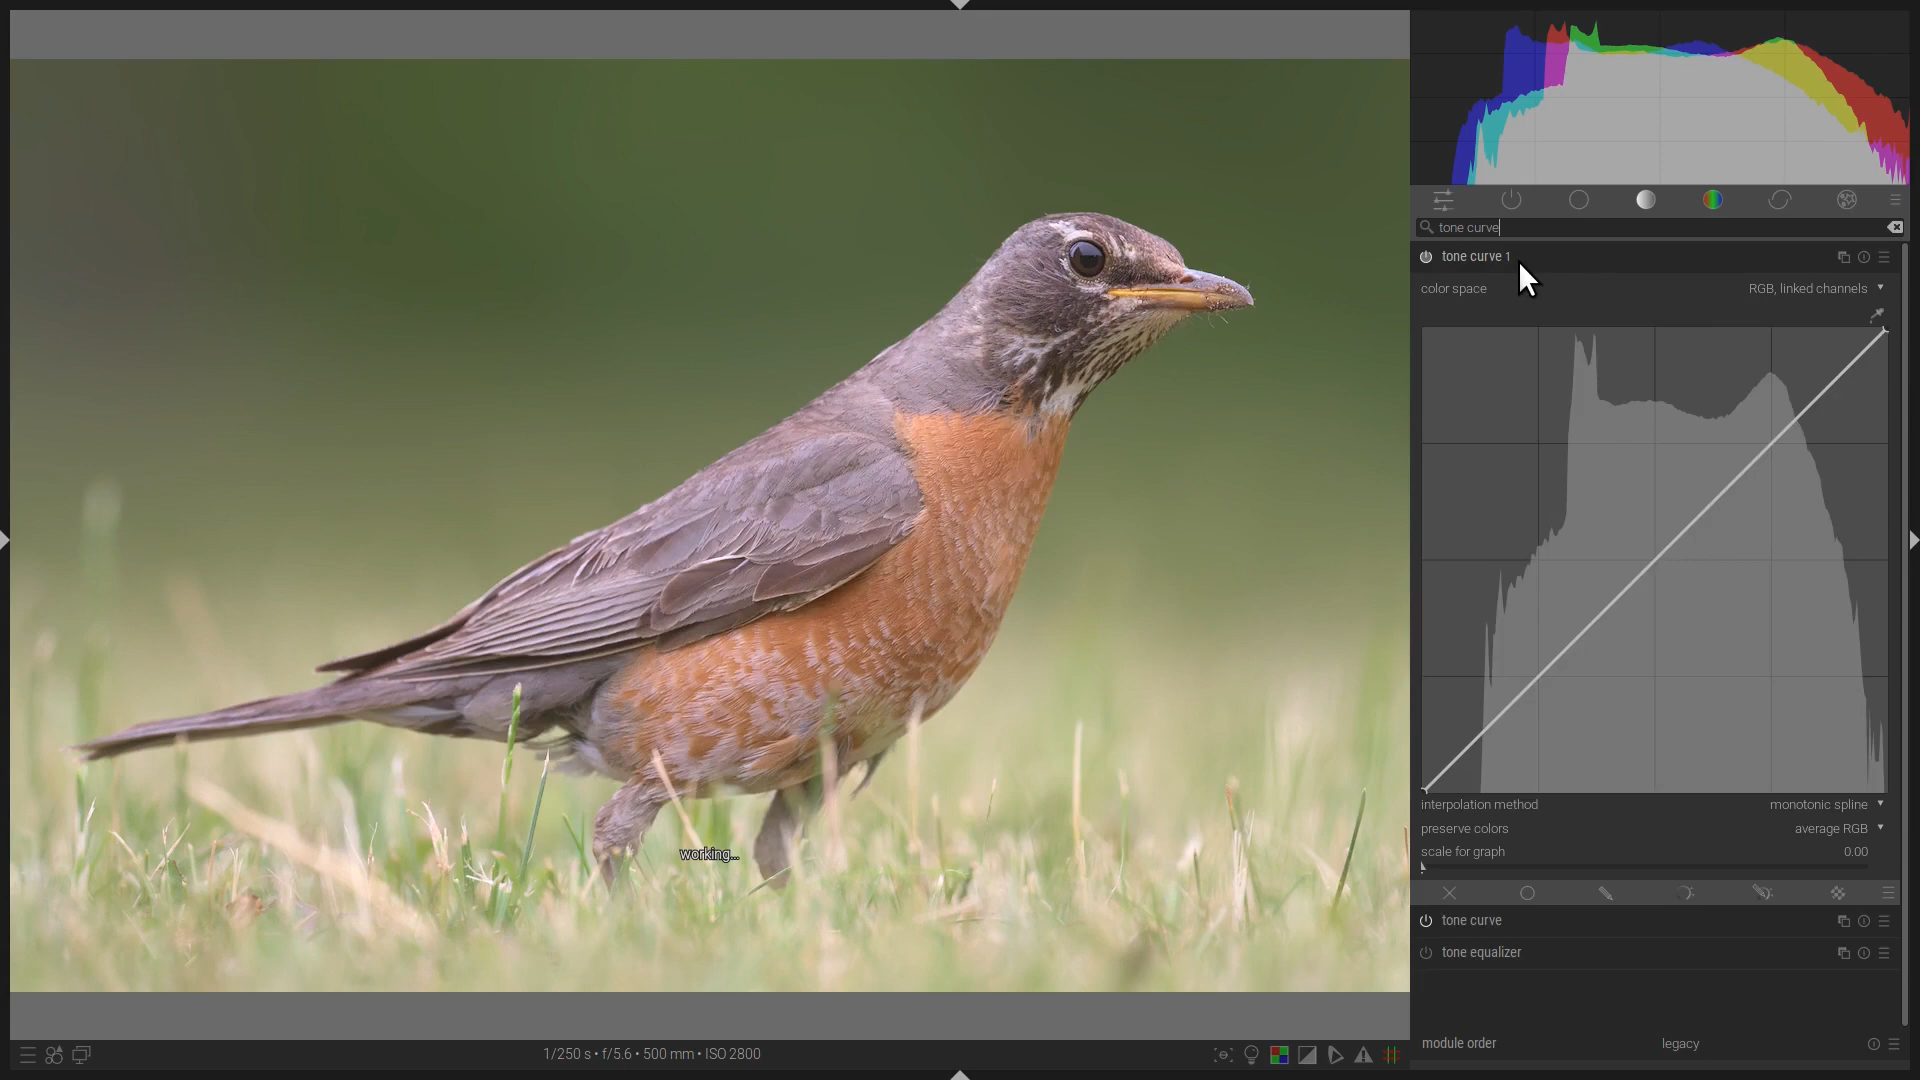 tone curve
tone curve 1
color space RGB, linked channels
interpolation method monotonic spline
preserve colors average RGB
scale for graph 0.00
working...
tone curve
tone equalizer
module order legacy
1/250 s • f/5.6 • 500 mm • ISO 2800